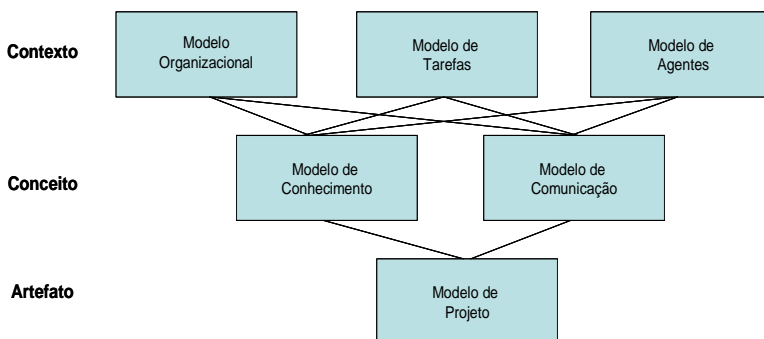 Contexto
Modelo
Organizacional
Modelo de
Tarefas
Modelo de
Agentes
Conceito
Modelo de
Conhecimento
Modelo de
Comunicação
Artefato
Modelo de
Projeto